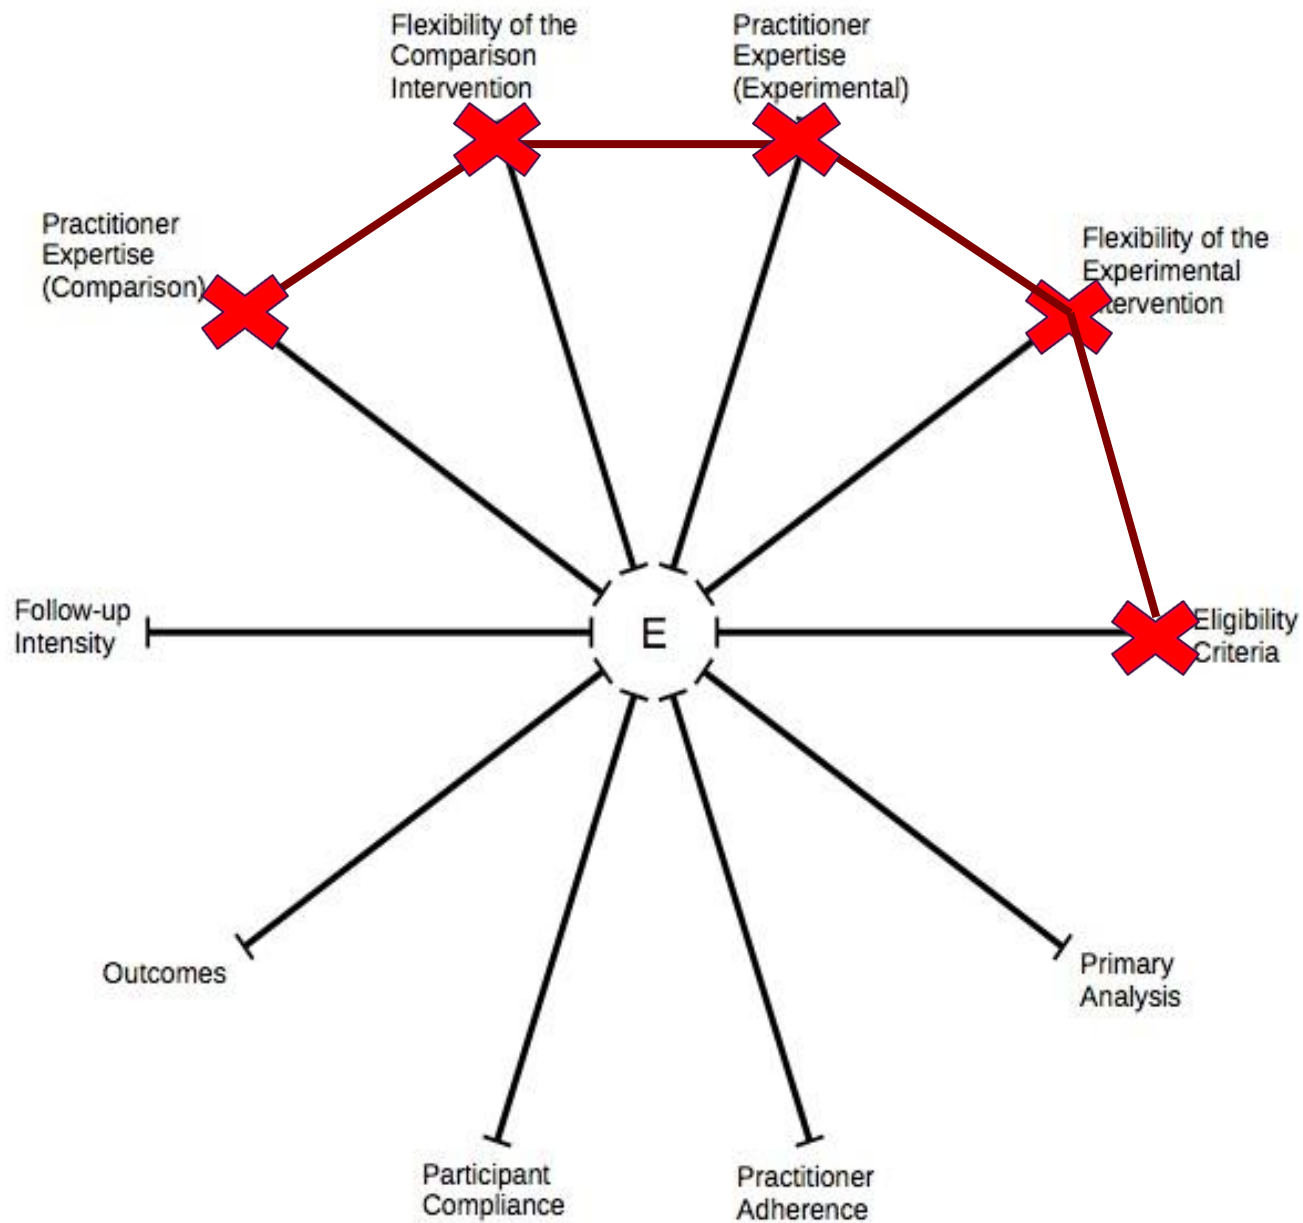 Flexibility of the
Comparison
Intervention
Practitioner
Expertise
(Experimental)
Practitioner
Expertise
(Comparison)
Flexibility of the
Experimental
tervention
Follow-up
Intensity
E
Eligibility
Criteria
Outcomes
Primary
Analysis
Participant
Compliance
Practitioner
Adherence